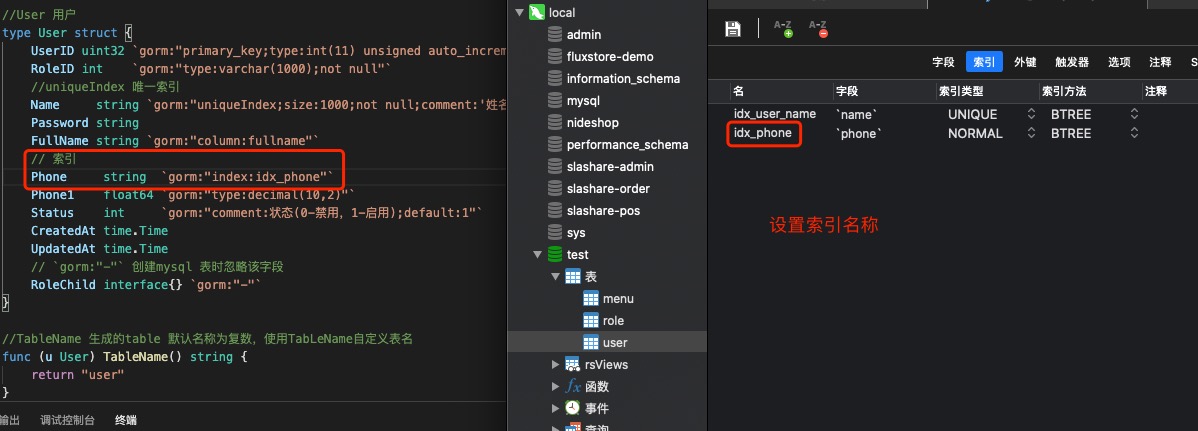 //User 用户
type User struct {
UserID uint32 `gorm:"primary_key;type:int(11) unsigned auto_increm
RoleID int `gorm:"type:varchar(1000);not null"`
//uniqueIndex 唯一索引
Name string `gorm:"uniqueIndex;size:1000;not null;comment:'姓名
Password string
FullName string `gorm:"column:fullname"`
// 索引
Phone string `gorm:"index:idx_phone"`
Phone1 float64 `gorm:"type:decimal(10,2)"`
Status int `gorm:"comment:状态(0-禁用，1-启用);default:1"`
CreatedAt time.Time
UpdatedAt time.Time
// `gorm:"-"` 创建mysql 表时忽略该字段
RoleChild interface{} `gorm:"-"`
}
//TableName 生成的table 默认名称为复数，使用TabLeName自定义表名
func (u User) TableName() string {
return "user"
}
输出 调试控制台 终端
local
admin
fluxstore-demo
information_schema
mysql
nideshop
performance_schema
slashare-admin
slashare-order
slashare-pos
sys
test
表
menu
role
user
rsViews
fx 函数
事件
查询
A-Z A-Z
字段 索引 外键 触发器 选项 注释 S
名 字段 索引类型 索引方法 注释
idx_user_name `name` UNIQUE BTREE
idx_phone `phone` NORMAL BTREE
设置索引名称